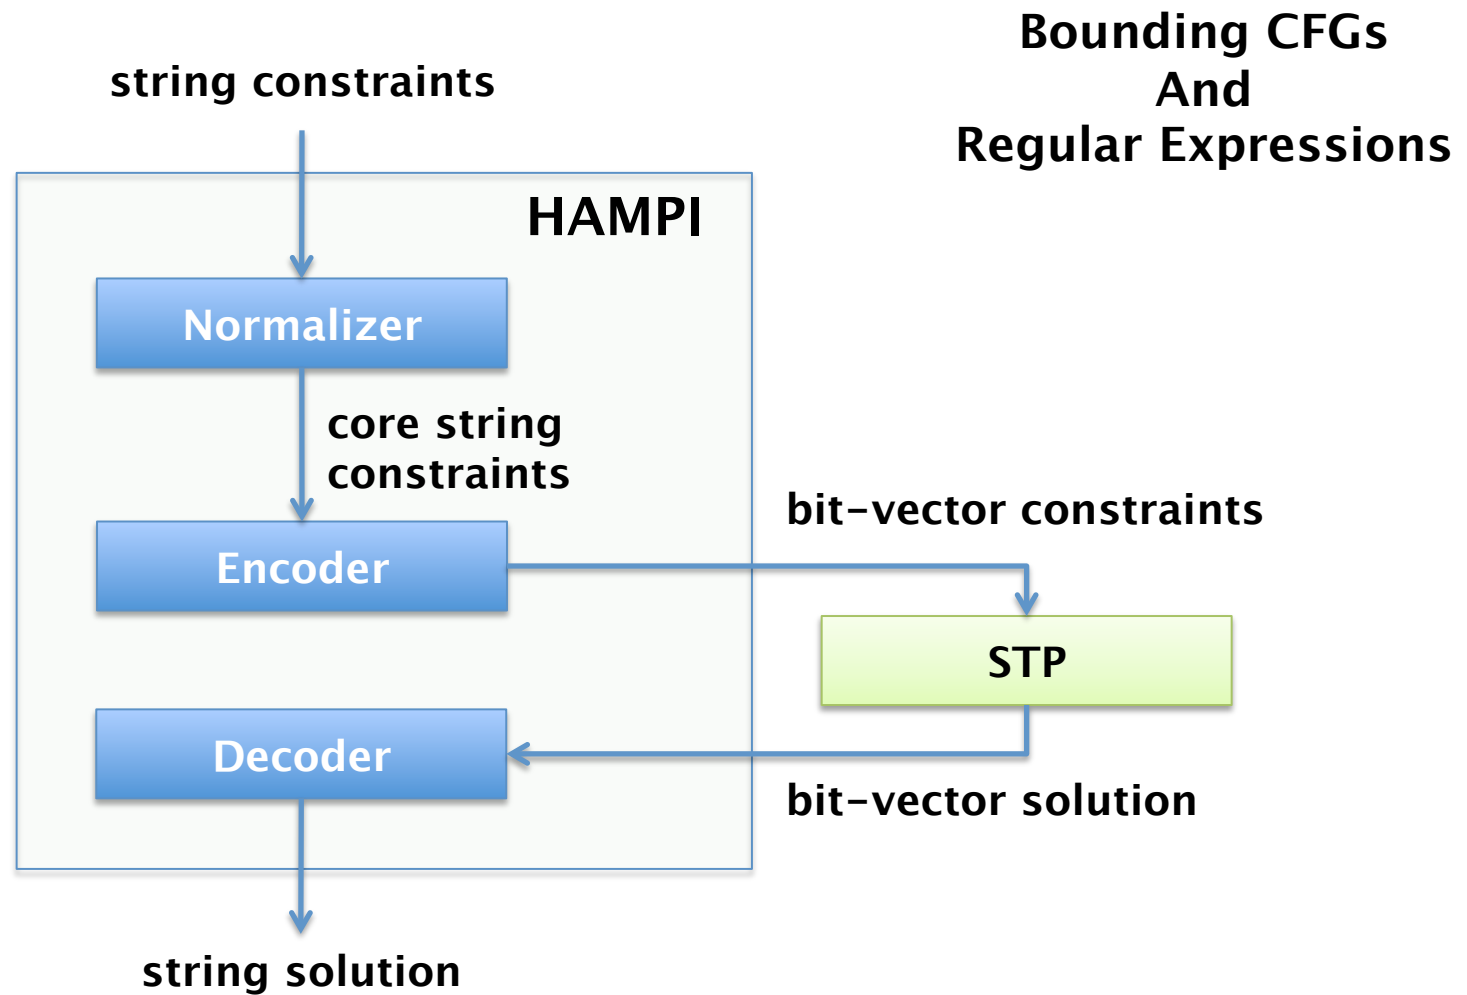 Bounding CFGs
And
Regular Expressions
string constraints
HAMPI
Normalizer
core string
constraints
bit-vector constraints
Encoder
STP
Decoder
bit-vector solution
string solution